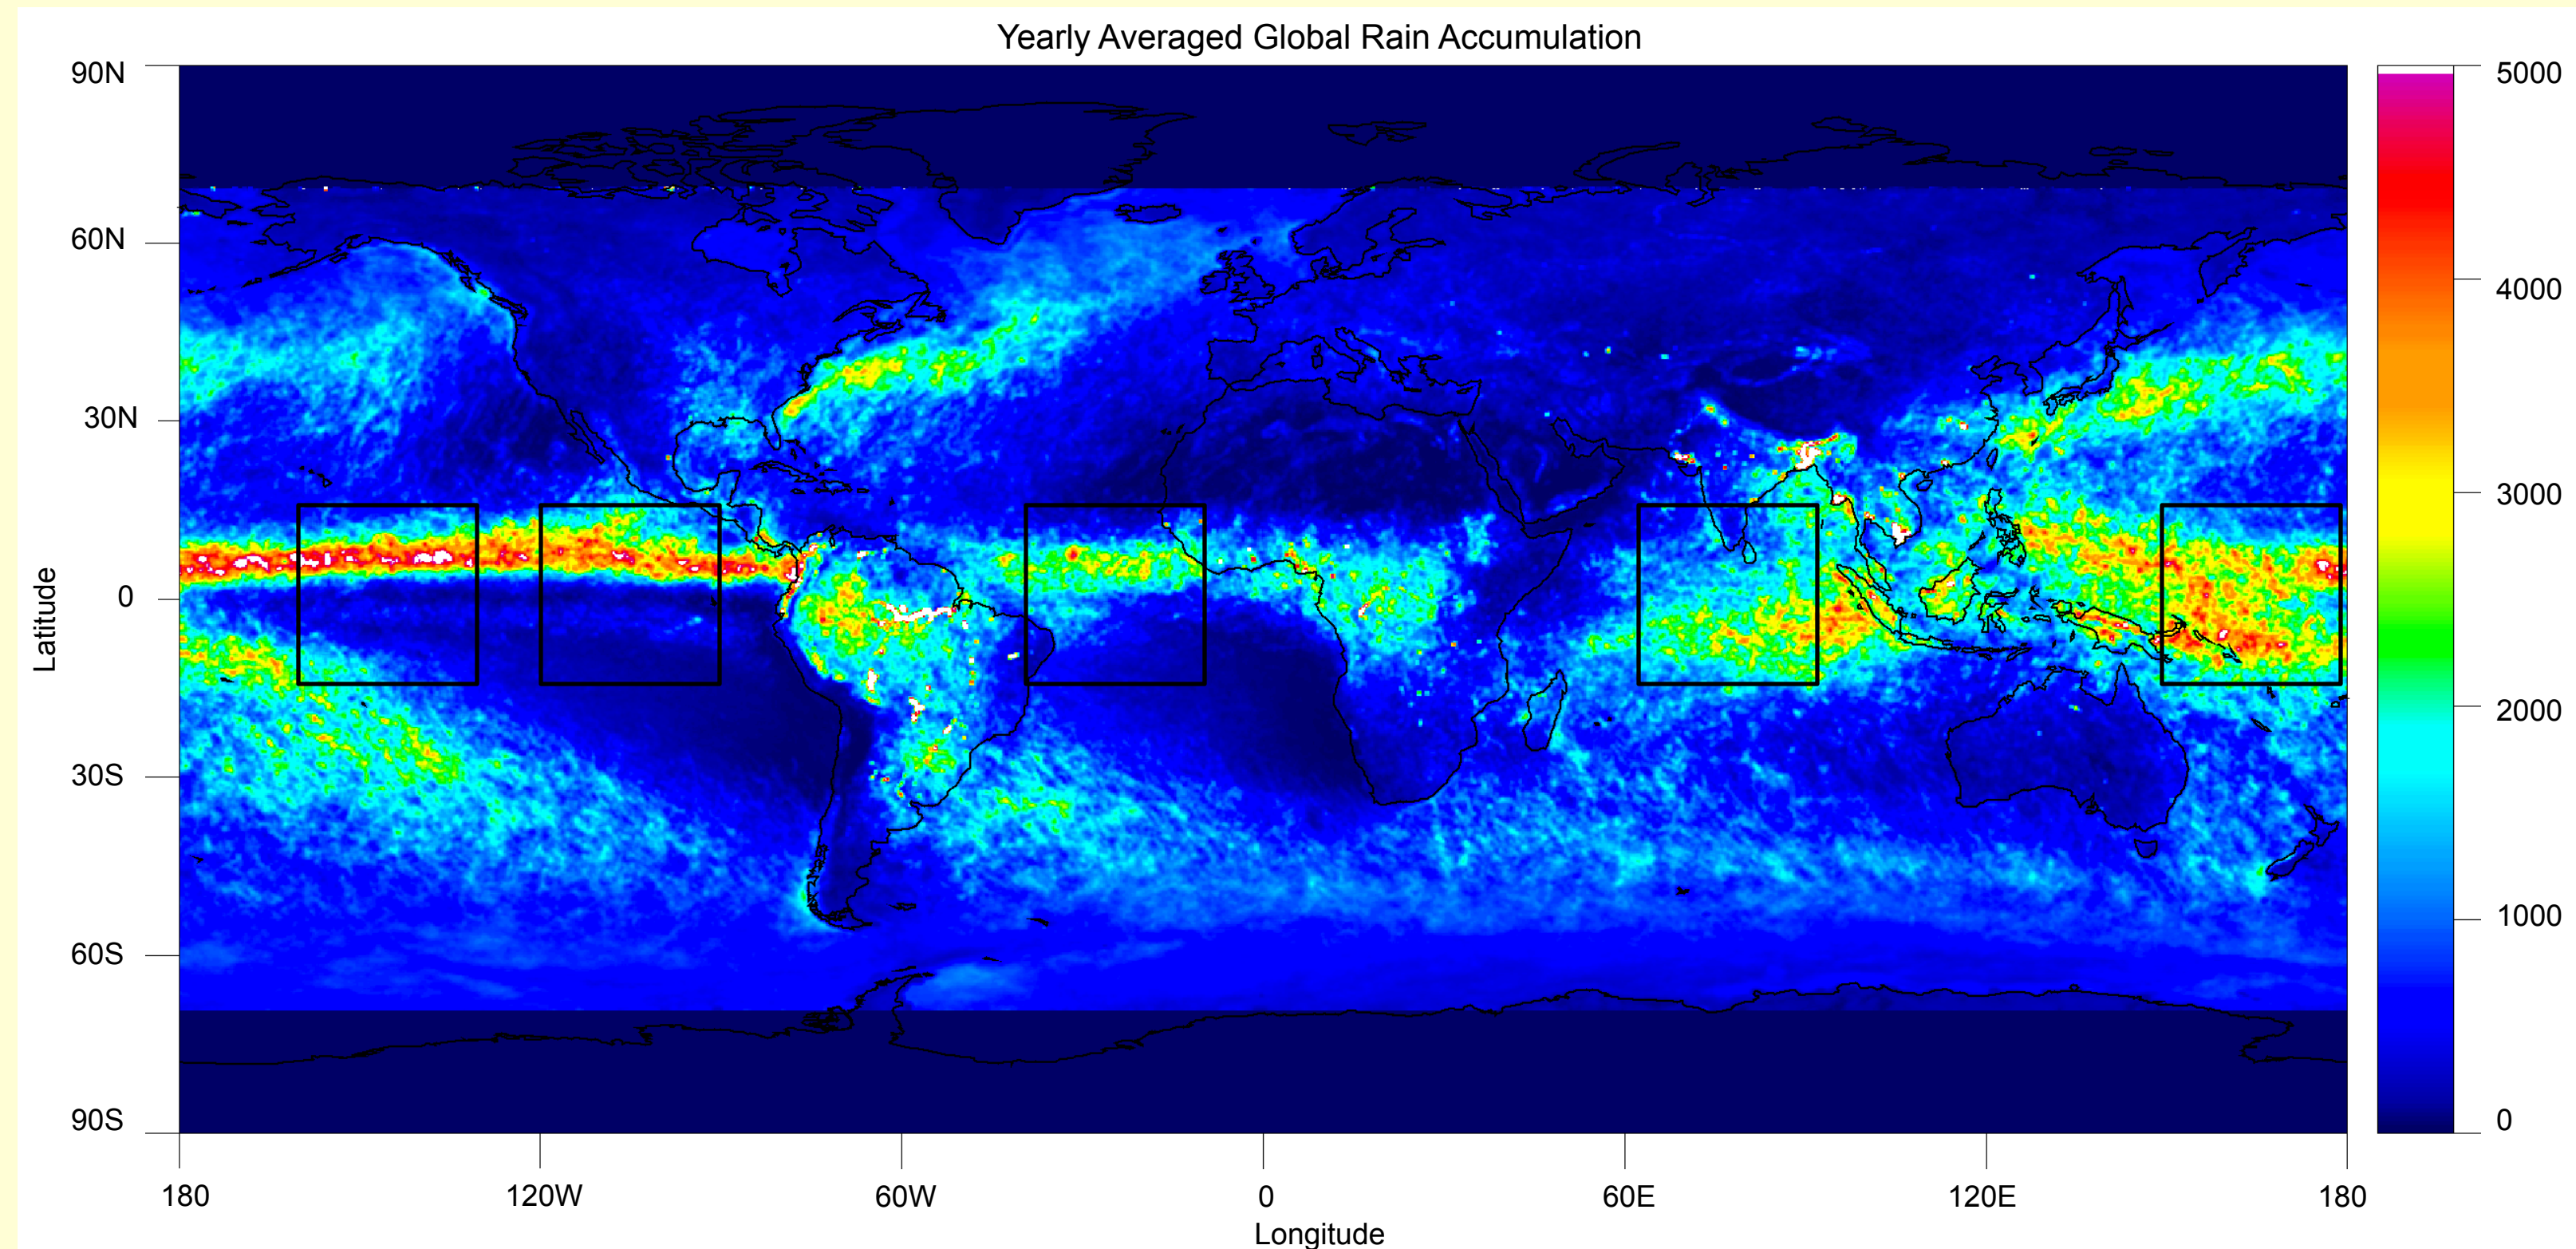 Yearly Averaged Global Rain Accumulation
90N
60N
30N
0
30S
60S
90S
Latitude
180
120W
60W
0
60E
120E
180
Longitude
5000
4000
3000
2000
1000
0